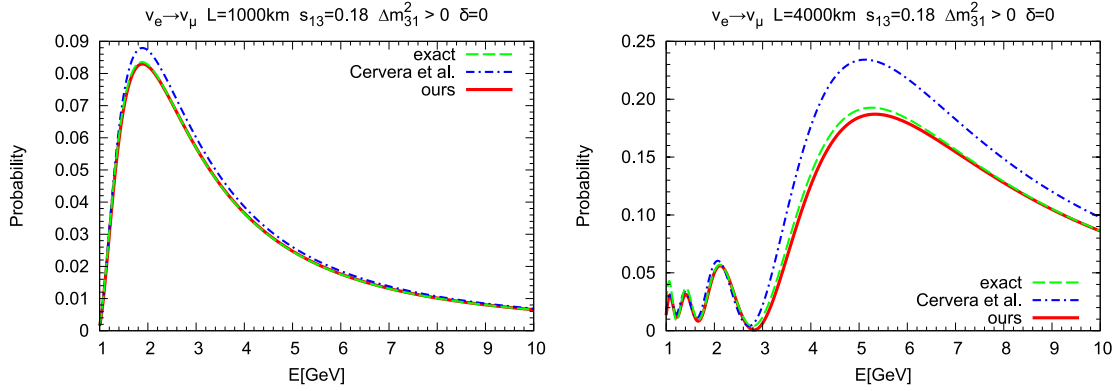 νe→νμ L=1000km s13=0.18 Δm²31 > 0 δ=0
0.09
0.08
0.07
0.06
0.05
0.04
0.03
0.02
0.01
0
Probability
exact
Cervera et al.
ours
1 2 3 4 5 6 7 8 9 10
E[GeV]
νe→νμ L=4000km s13=0.18 Δm²31 > 0 δ=0
0.25
0.20
0.15
0.10
0.05
0
Probability
exact
Cervera et al.
ours
1 2 3 4 5 6 7 8 9 10
E[GeV]